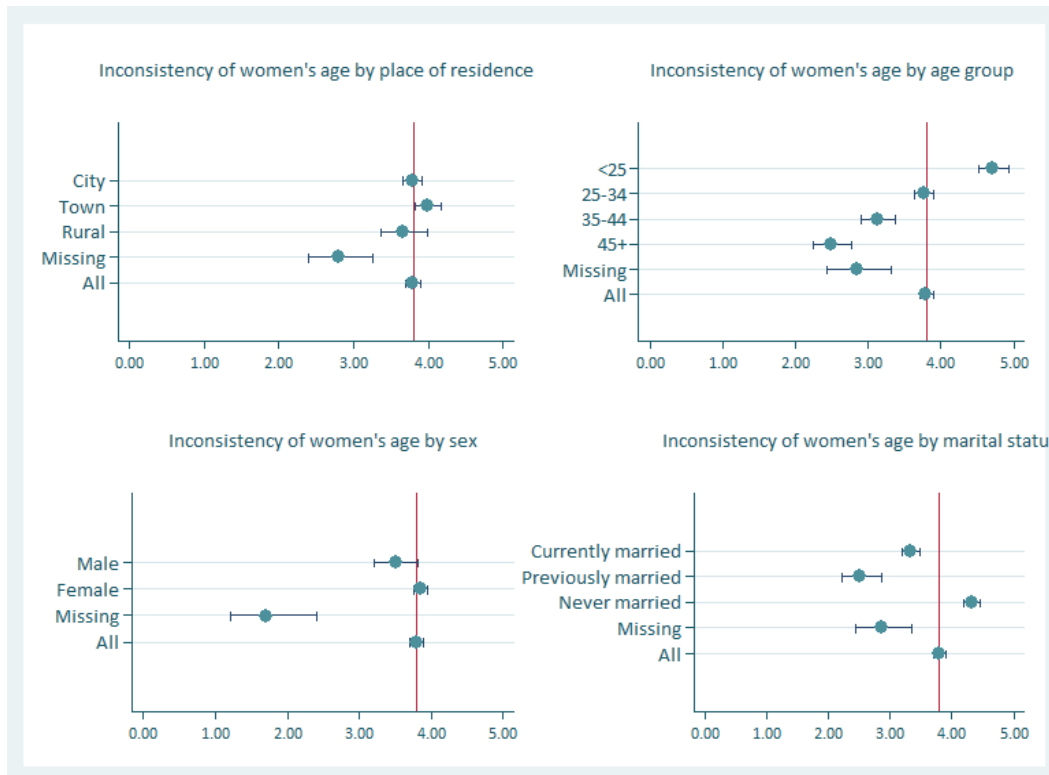 Inconsistency of women's age by place of residence
City
Town
Rural
Missing
All
0.00 1.00 2.00 3.00 4.00 5.00
Inconsistency of women's age by age group
<25
25-34
35-44
45+
Missing
All
0.00 1.00 2.00 3.00 4.00 5.00
Inconsistency of women's age by sex
Male
Female
Missing
All
0.00 1.00 2.00 3.00 4.00 5.00
Inconsistency of women's age by marital statu
Currently married
Previously married
Never married
Missing
All
0.00 1.00 2.00 3.00 4.00 5.00